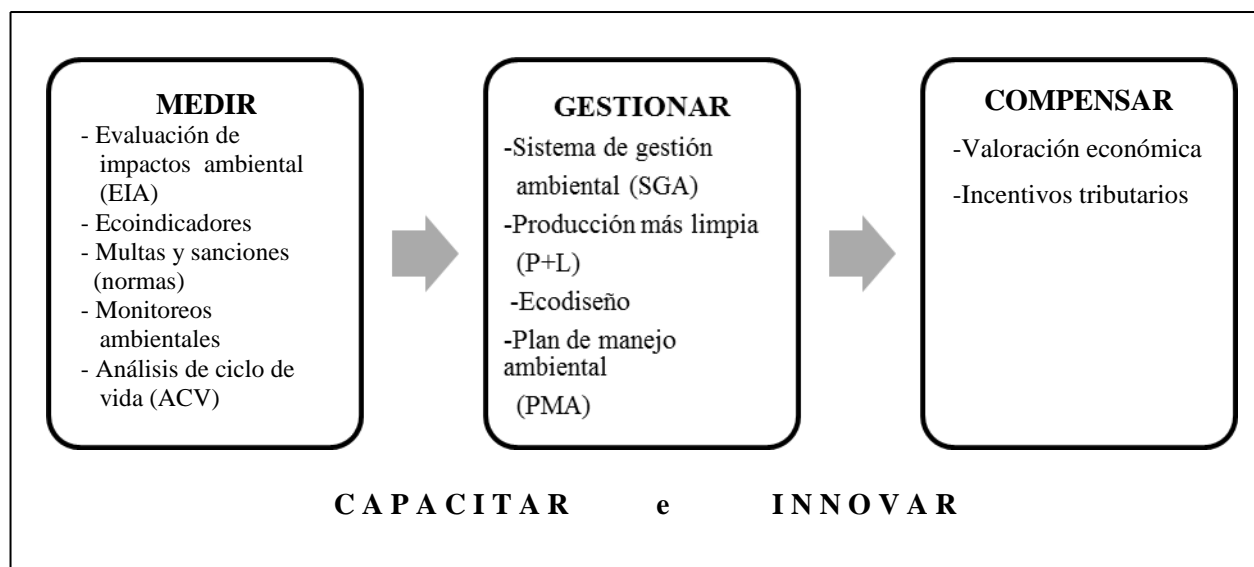 MEDIR
- Evaluación de
impactos ambiental
(EIA)
- Ecoindicadores
- Multas y sanciones
(normas)
- Monitoreos
ambientales
- Análisis de ciclo de
vida (ACV)
GESTIONAR
-Sistema de gestión
ambiental (SGA)
-Producción más limpia
(P+L)
-Ecodiseño
-Plan de manejo
ambiental
(PMA)
COMPENSAR
-Valoración económica
-Incentivos tributarios
CAPACITAR e INNOVAR